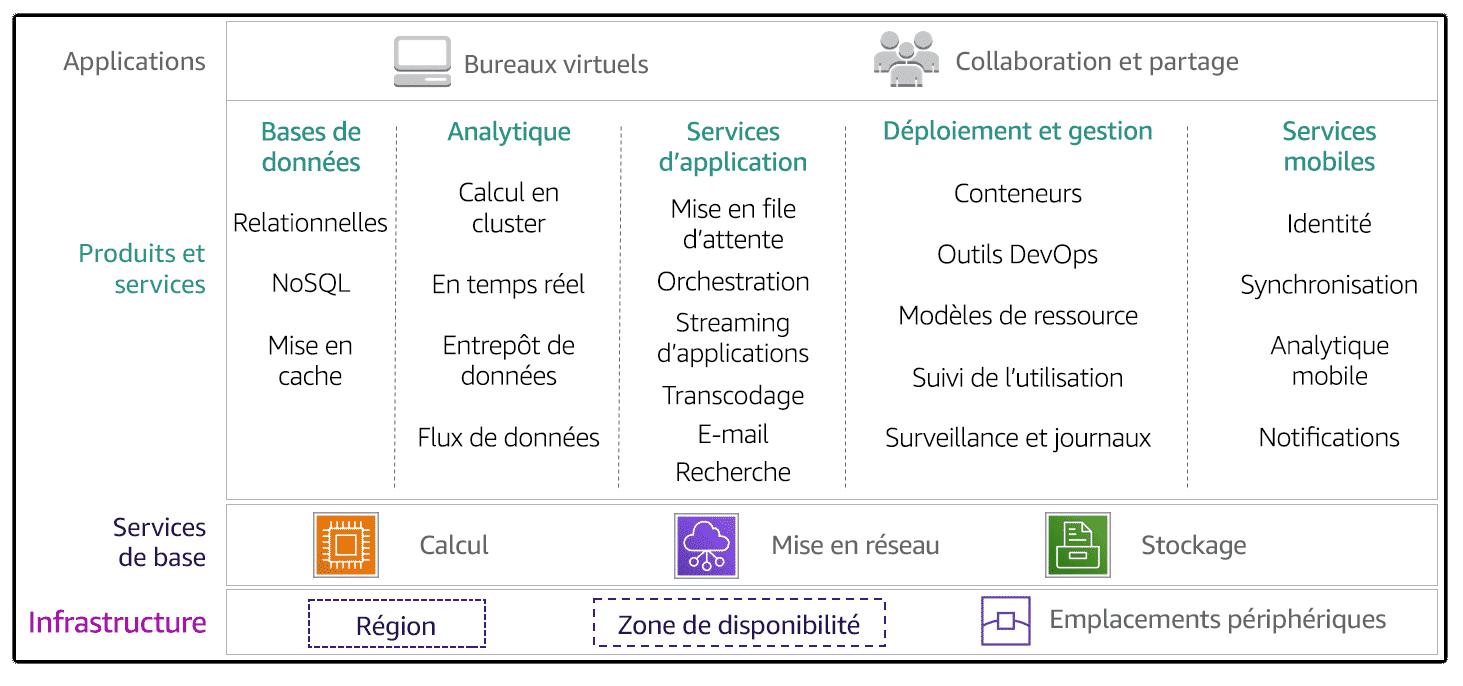 Applications
Bureaux virtuels
Collaboration et partage
Produits et
services
Bases de
données
Relationnelles
NoSQL
Mise en
cache
Analytique
Calcul en
cluster
En temps réel
Entrepôt de
données
Flux de données
Services
d’application
Mise en file
d’attente
Orchestration
Streaming
d’applications
Transcodage
E-mail
Recherche
Déploiement et gestion
Conteneurs
Outils DevOps
Modèles de ressource
Suivi de l’utilisation
Surveillance et journaux
Services
mobiles
Identité
Synchronisation
Analytique
mobile
Notifications
Services
de base
Calcul
Mise en réseau
Stockage
Infrastructure
Région
Zone de disponibilité
Emplacements périphériques